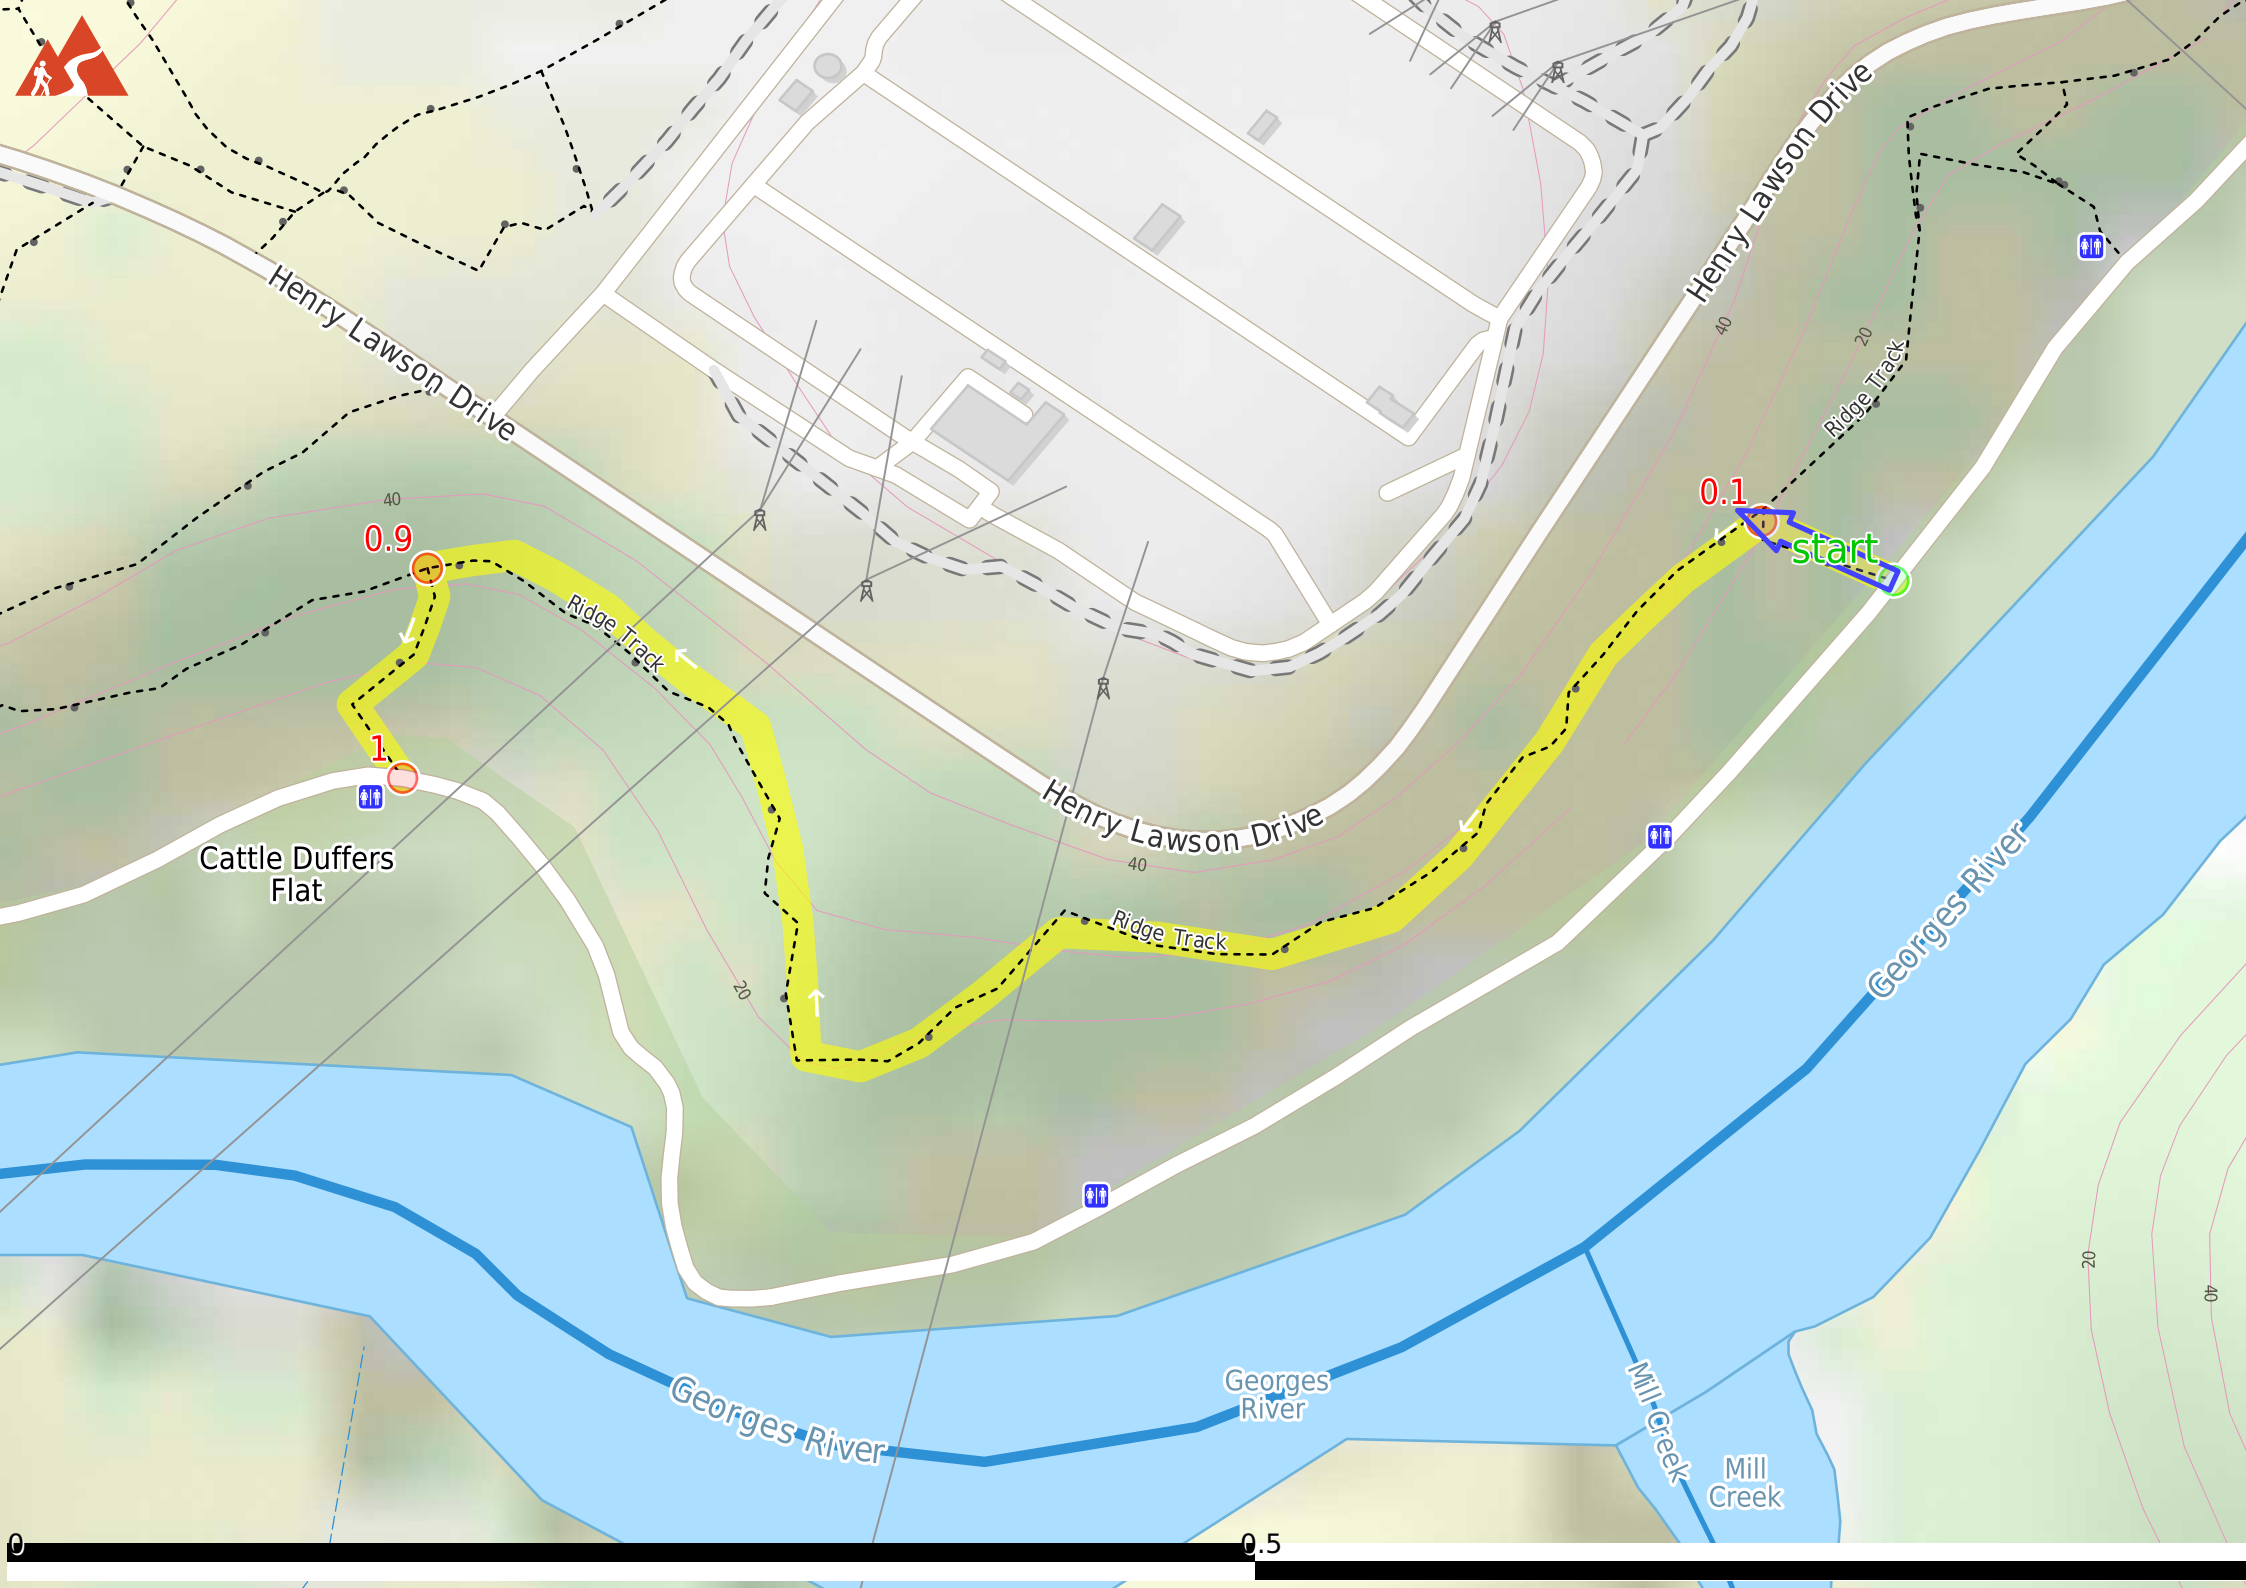 Henry Lawson Drive
Henry Lawson Drive
40
20
Ridge Track
0.1
start
40
0.9
Ridge Track
1
Cattle Duffers
Flat
Henry Lawson Drive
40
Ridge Track
20
Georges River
20
40
Georges River
Georges
River
Mill Creek
Mill
Creek
0
0.5